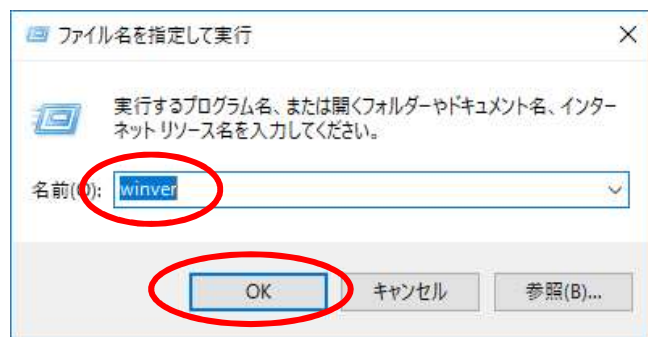 ファイル名を指定して実行
実行するプログラム名、または開くフォルダーやドキュメント名、インター
ネット リソース名を入力してください。
名前(O): winver
OK キャンセル 参照(B)...